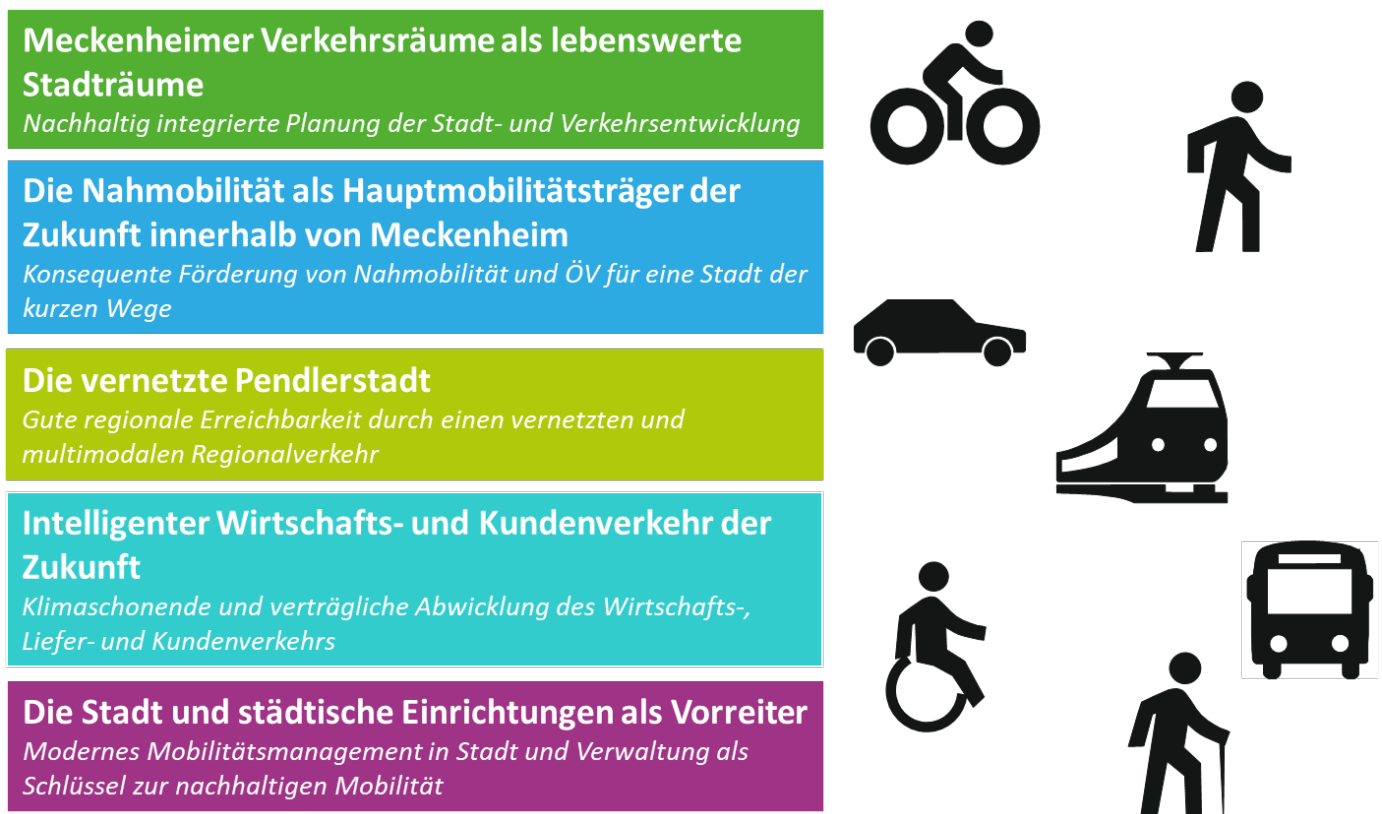 Meckenheimer Verkehrsräume als lebenswerte
Stadträume
Nachhaltig integrierte Planung der Stadt- und Verkehrsentwicklung
Die Nahmobilität als Hauptmobilitätsträger der
Zukunft innerhalb von Meckenheim
Konsequente Förderung von Nahmobilität und ÖV für eine Stadt der
kurzen Wege
Die vernetzte Pendlerstadt
Gute regionale Erreichbarkeit durch einen vernetzten und
multimodalen Regionalverkehr
Intelligenter Wirtschafts- und Kundenverkehr der
Zukunft
Klimaschonende und verträgliche Abwicklung des Wirtschafts-,
Liefer- und Kundenverkehrs
Die Stadt und städtische Einrichtungen als Vorreiter
Modernes Mobilitätsmanagement in Stadt und Verwaltung als
Schlüssel zur nachhaltigen Mobilität